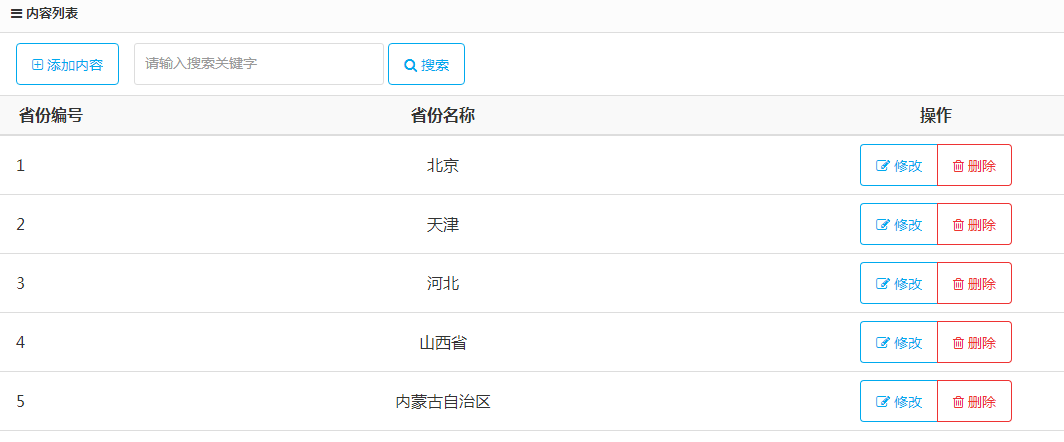 内容列表
添加内容 请输入搜索关键字 搜索
省份编号 省份名称 操作
1 北京 修改 删除
2 天津 修改 删除
3 河北 修改 删除
4 山西省 修改 删除
5 内蒙古自治区 修改 删除